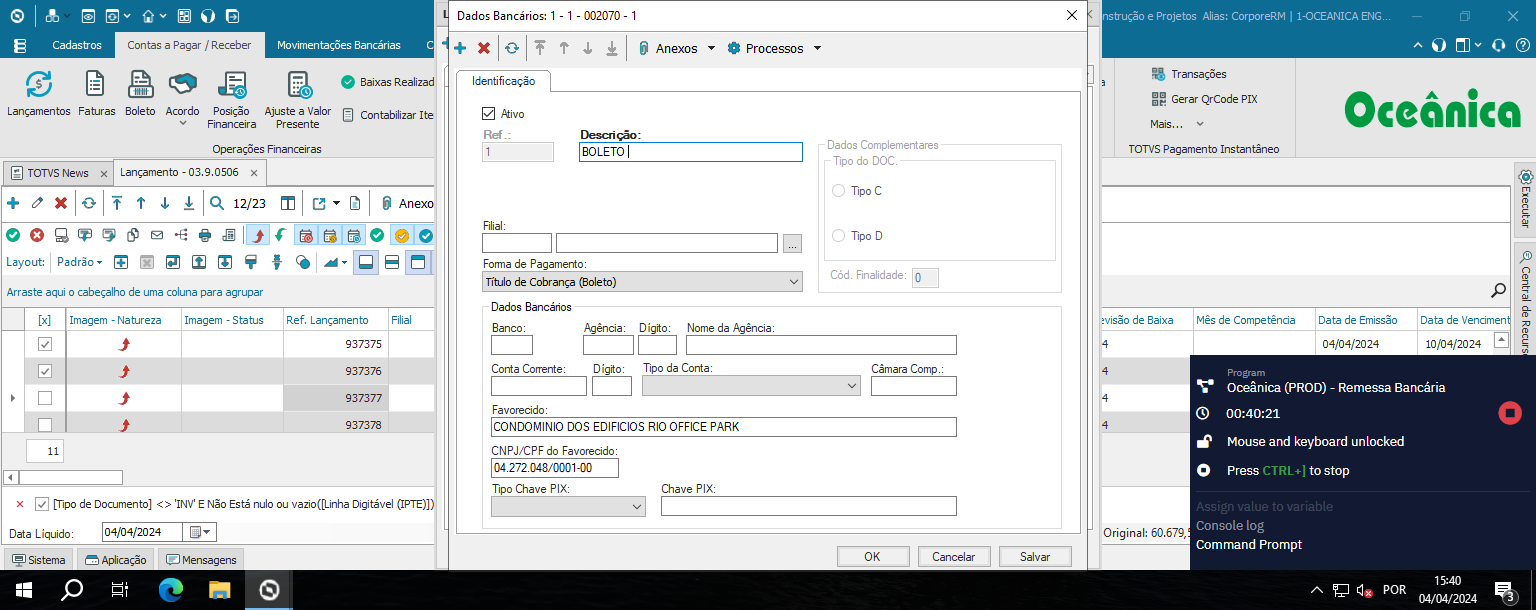 Dados Bancários: 1 - 1 - 002070 - 1
nstrução e Projetos Alias: CorporeRM | 1-OCEANICA ENG...
Cadastros
Contas a Pagar / Receber
Movimentações Bancárias
Anexos
Processos
Lançamentos
Faturas
Boleto
Acordo
Posição Financeira
Ajuste a Valor Presente
Baixas Realizad
Contabilizar Ite
Operações Financeiras
Transações
Gerar QrCode PIX
Mais...
TOTVS Pagamento Instantâneo
Oceânica
TOTVS News
Lançamento - 03.9.0506
12/23
Anexo
Layout:
Padrão
Arraste aqui o cabeçalho de uma coluna para agrupar
[x]
Imagem - Natureza
Imagem - Status
Ref. Lançamento
Filial
937375
937376
937377
937378
11
[Tipo de Documento] <> 'INV' E Não Está nulo ou vazio([Linha Digitável (IPTE)])
Data Líquido:
04/04/2024
Sistema
Aplicação
Mensagens
Identificação
Ativo
Ref.:
1
Descrição:
BOLETO
Filial:
...
Forma de Pagamento:
Título de Cobrança (Boleto)
Dados Complementares
Tipo do DOC.
Tipo C
Tipo D
Cód. Finalidade:
0
Dados Bancários
Banco:
Agência:
Dígito:
Nome da Agência:
Conta Corrente:
Dígito:
Tipo da Conta:
Câmara Comp.:
Favorecido:
CONDOMINIO DOS EDIFICIOS RIO OFFICE PARK
CNPJ/CPF do Favorecido:
04.272.048/0001-00
Tipo Chave PIX:
Chave PIX:
OK
Cancelar
Salvar
Executar
Central de Recurso
evisão de Baixa
Mês de Competência
Data de Emissão
Data de Venciment
4
04/04/2024
10/04/2024
4
4
4
Original: 60.679,5
Program
Oceânica (PROD) - Remessa Bancária
00:40:21
Mouse and keyboard unlocked
Press CTRL+] to stop
Assign value to variable
Console log
Command Prompt
POR
15:40
04/04/2024
3